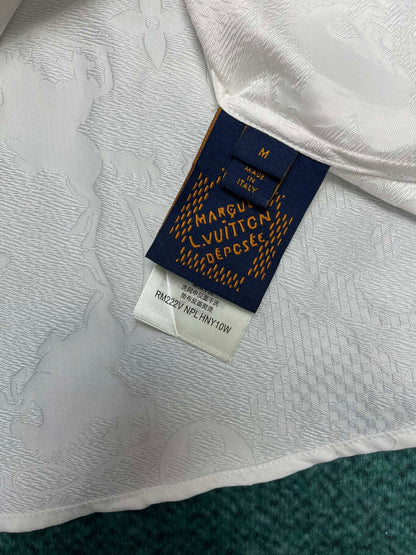 M
MADE
IN
ITALY
MARQUE
L.VUITTON
DÉPOSÉE
RM222V NPL HNY10W